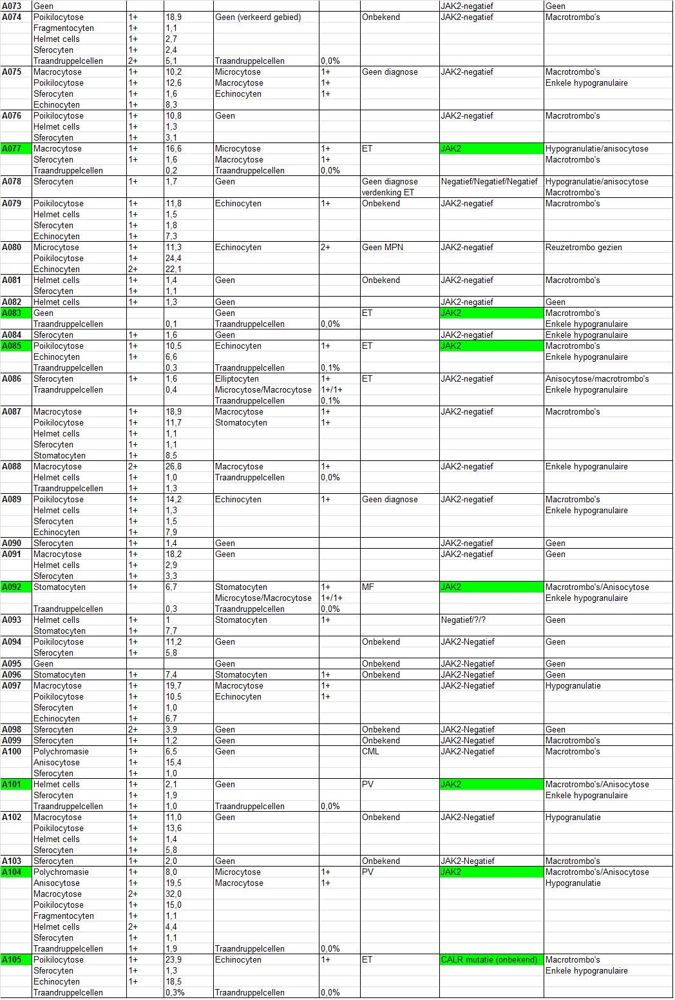 A073 Geen JAK2-negatief Geen
A074 Poikilocytose 1+ 18,9 Geen (verkeerd gebied) Onbekend JAK2-negatief Macrotrombo's
Fragmentocyten 1+ 1,1
Helmet cells 1+ 2,7
Sferocyten 1+ 2,4
Traandruppelcellen 2+ 5,1 Traandruppelcellen 0,0%
A075 Macrocytose 1+ 10,2 Microcytose 1+ Geen diagnose JAK2-negatief Macrotrombo's
Poikilocytose 1+ 12,6 Macrocytose 1+ Enkele hypogranulaire
Sferocyten 1+ 1,6 Echinocyten 1+
Echinocyten 1+ 8,3
A076 Poikilocytose 1+ 10,8 Geen JAK2-negatief Macrotrombo's
Helmet cells 1+ 1,3
Sferocyten 1+ 3,1
A077 Macrocytose 1+ 16,6 Microcytose 1+ ET JAK2 Hypogranulatie/anisocytose
Sferocyten 1+ 1,6 Macrocytose 1+ Macrotrombo's
Traandruppelcellen 0,2 Traandruppelcellen 0,0%
A078 Sferocyten 1+ 1,7 Geen Geen diagnose Negatief/Negatief/Negatief Hypogranulatie/anisocytose
verdenking ET Macrotrombo's
A079 Poikilocytose 1+ 11,8 Echinocyten 1+ Onbekend JAK2-negatief Macrotrombo's
Helmet cells 1+ 1,5
Sferocyten 1+ 1,8
Echinocyten 1+ 7,3
A080 Microcytose 1+ 11,3 Echinocyten 2+ Geen MPN JAK2-negatief Reuzetrombo gezien
Poikilocytose 1+ 24,4
Echinocyten 2+ 22,1
A081 Helmet cells 1+ 1,4 Geen Onbekend JAK2-negatief Macrotrombo's
Sferocyten 1+ 1,1
A082 Helmet cells 1+ 1,3 Geen JAK2-negatief Geen
A083 Geen Geen ET JAK2 Macrotrombo's
Traandruppelcellen 0,1 Traandruppelcellen 0,0% Enkele hypogranulaire
A084 Sferocyten 1+ 1,6 Geen JAK2-negatief Enkele hypogranulaire
A085 Poikilocytose 1+ 10,5 Echinocyten 1+ ET JAK2 Macrotrombo's
Echinocyten 1+ 6,6 Enkele hypogranulaire
Traandruppelcellen 0,3 Traandruppelcellen 0,1%
A086 Sferocyten 1+ 1,6 Elliptocyten 1+ ET JAK2-negatief Anisocytose/macrotrombo's
Traandruppelcellen 0,4 Microcytose/Macrocytose 1+/1+ Enkele hypogranulaire
Traandruppelcellen 0,1%
A087 Macrocytose 1+ 18,9 Macrocytose 1+ JAK2-negatief Macrotrombo's
Poikilocytose 1+ 11,7 Stomatocyten 1+
Helmet cells 1+ 1,1
Sferocyten 1+ 1,1
Stomatocyten 1+ 8,5
A088 Macrocytose 2+ 26,8 Macrocytose 1+ JAK2-negatief Enkele hypogranulaire
Helmet cells 1+ 1,0 Traandruppelcellen 0,0%
Traandruppelcellen 1+ 1,3
A089 Poikilocytose 1+ 14,2 Echinocyten 1+ Geen diagnose JAK2-negatief Macrotrombo's
Helmet cells 1+ 1,3 Enkele hypogranulaire
Sferocyten 1+ 1,5
Echinocyten 1+ 7,9
A090 Sferocyten 1+ 1,4 Geen JAK2-negatief Geen
A091 Macrocytose 1+ 18,2 Geen JAK2-negatief Geen
Helmet cells 1+ 2,9
Sferocyten 1+ 3,3
A092 Stomatocyten 1+ 6,7 Stomatocyten 1+ MF JAK2 Macrotrombo's/Anisocytose
Microcytose/Macrocytose 1+/1+ Enkele hypogranulaire
Traandruppelcellen 0,3 Traandruppelcellen 0,0%
A093 Helmet cells 1+ 1 Stomatocyten 1+ Negatief/?/? Geen
Stomatocyten 1+ 7,7
A094 Poikilocytose 1+ 11,2 Geen Onbekend JAK2-Negatief Geen
Sferocyten 1+ 5,8
A095 Geen Geen Onbekend JAK2-Negatief Geen
A096 Stomatocyten 1+ 7,4 Stomatocyten 1+ Onbekend JAK2-Negatief Geen
A097 Macrocytose 1+ 19,7 Macrocytose 1+ JAK2-Negatief Hypogranulatie
Poikilocytose 1+ 10,5 Echinocyten 1+
Sferocyten 1+ 1,0
Echinocyten 1+ 6,7
A098 Sferocyten 2+ 3,9 Geen Onbekend JAK2-Negatief Geen
A099 Sferocyten 1+ 1,2 Geen Onbekend JAK2-Negatief Macrotrombo's
A100 Polychromasie 1+ 6,5 Geen CML JAK2-Negatief Macrotrombo's
Anisocytose 1+ 15,4
Sferocyten 1+ 1,0
A101 Helmet cells 1+ 2,1 Geen PV JAK2 Macrotrombo's/Anisocytose
Sferocyten 1+ 1,9 Enkele hypogranulaire
Traandruppelcellen 1+ 1,0 Traandruppelcellen 0,0%
A102 Macrocytose 1+ 11,0 Geen Onbekend JAK2-Negatief Hypogranulatie
Poikilocytose 1+ 13,6
Helmet cells 1+ 1,4
Sferocyten 1+ 5,8
A103 Sferocyten 1+ 2,0 Geen Onbekend JAK2-Negatief Macrotrombo's
A104 Polychromasie 1+ 8,0 Microcytose 1+ PV JAK2 Macrotrombo's/Anisocytose
Anisocytose 1+ 19,5 Macrocytose 1+ Hypogranulatie
Macrocytose 2+ 32,0
Poikilocytose 1+ 15,0
Fragmentocyten 1+ 1,1
Helmet cells 2+ 4,4
Sferocyten 1+ 1,1
Traandruppelcellen 1+ 1,9 Traandruppelcellen 0,0%
A105 Poikilocytose 1+ 23,9 Echinocyten 1+ ET CALR mutatie (onbekend) Macrotrombo's
Sferocyten 1+ 1,3 Enkele hypogranulaire
Echinocyten 1+ 18,5
Traandruppelcellen 0,3% Traandruppelcellen 0,0%